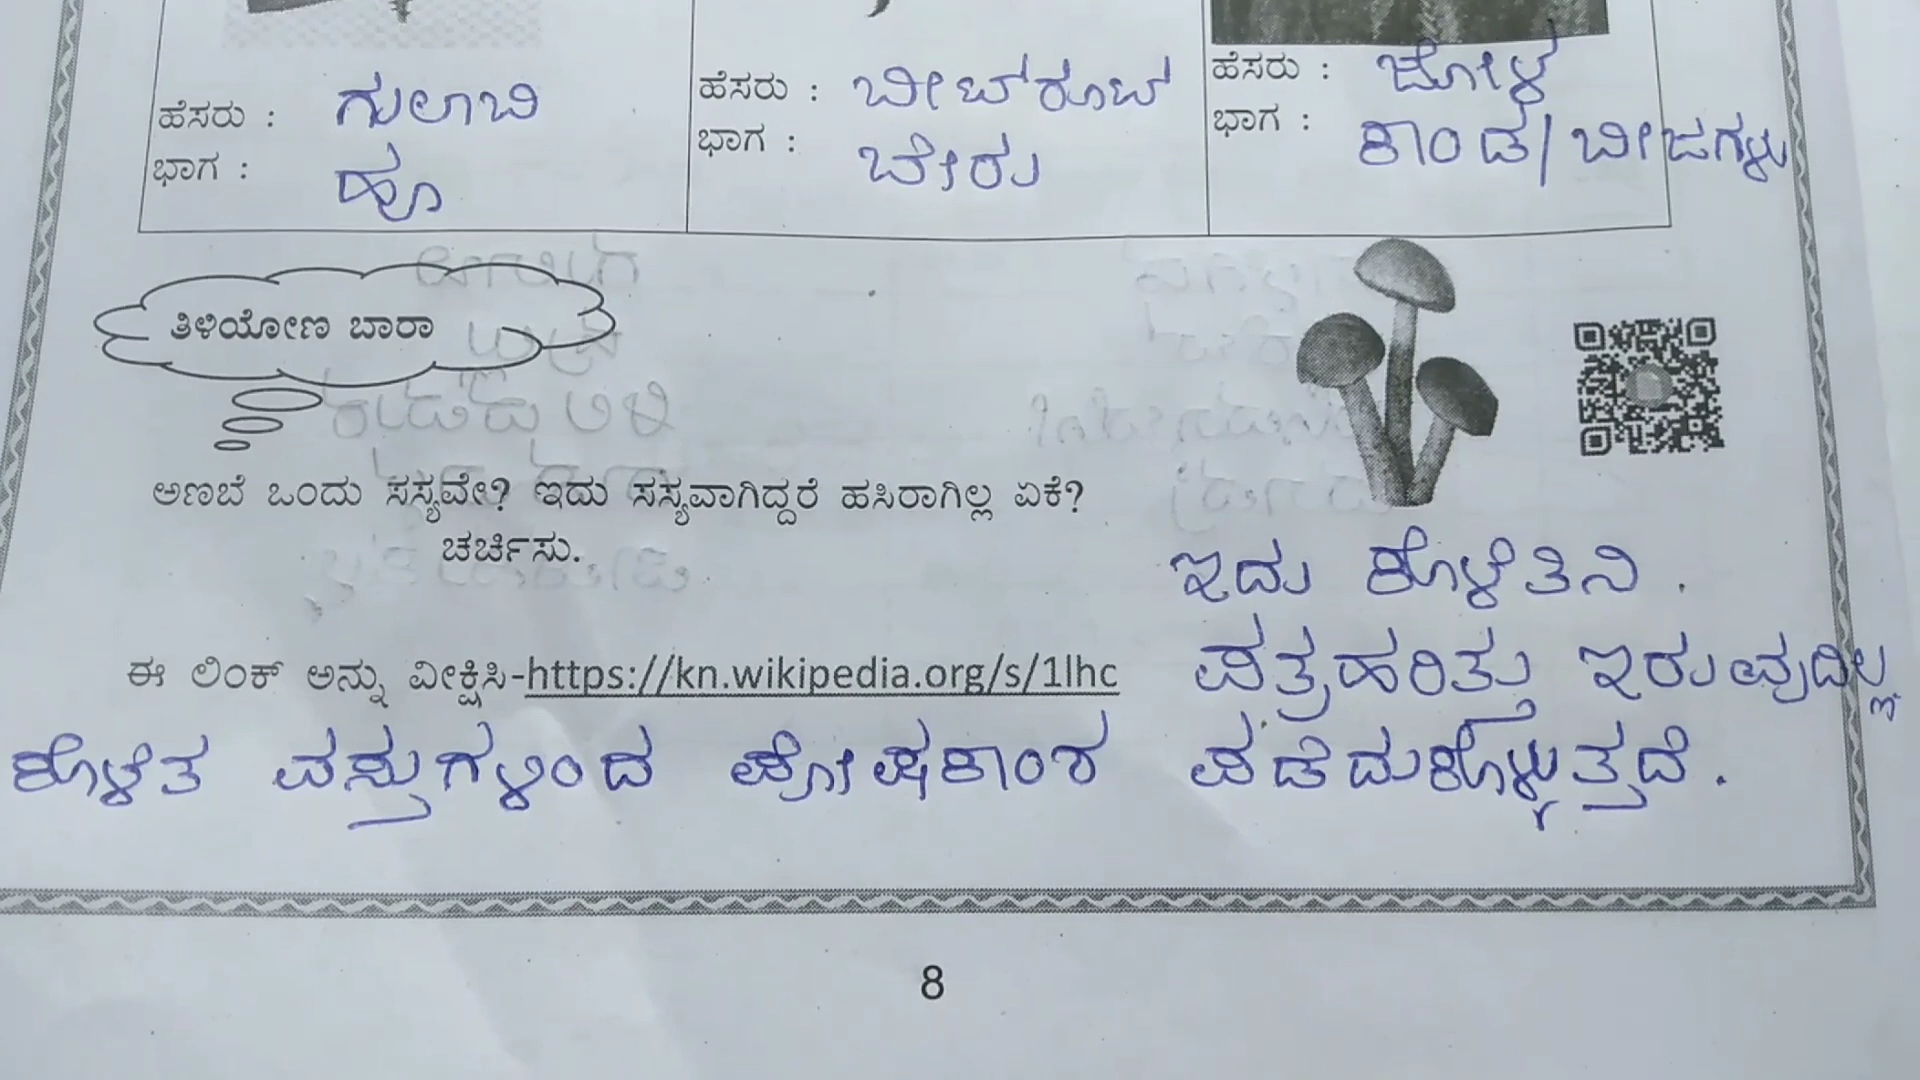 ಹೆಸರು : ಗುಲಾಬಿ
ಭಾಗ : ಹೂ
ಹೆಸರು : ಬೀಟ್‌ರೂಟ್
ಭಾಗ : ಬೇರು
ಹೆಸರು : ಜೋಳ
ಭಾಗ : ಕಾಂಡ/ ಬೀಜಗಳು
ತಿಳಿಯೋಣ ಬಾರಾ
ಅಣಬೆ ಒಂದು ಸಸ್ಯವೇ? ಇದು ಸಸ್ಯವಾಗಿದ್ದರೆ ಹಸಿರಾಗಿಲ್ಲ ಏಕೆ?
ಚರ್ಚಿಸು.
ಇದು ಕೊಳೆತಿನಿ .
ಈ ಲಿಂಕ್ ಅನ್ನು ವೀಕ್ಷಿಸಿ-https://kn.wikipedia.org/s/1lhc
ಪತ್ರಹರಿತ್ತು ಇರುವುದಿಲ್ಲ
ಕೊಳೆತ ವಸ್ತುಗಳಿಂದ ಪೋಷಕಾಂಶ ಪಡೆದುಕೊಳ್ಳುತ್ತದೆ .
8